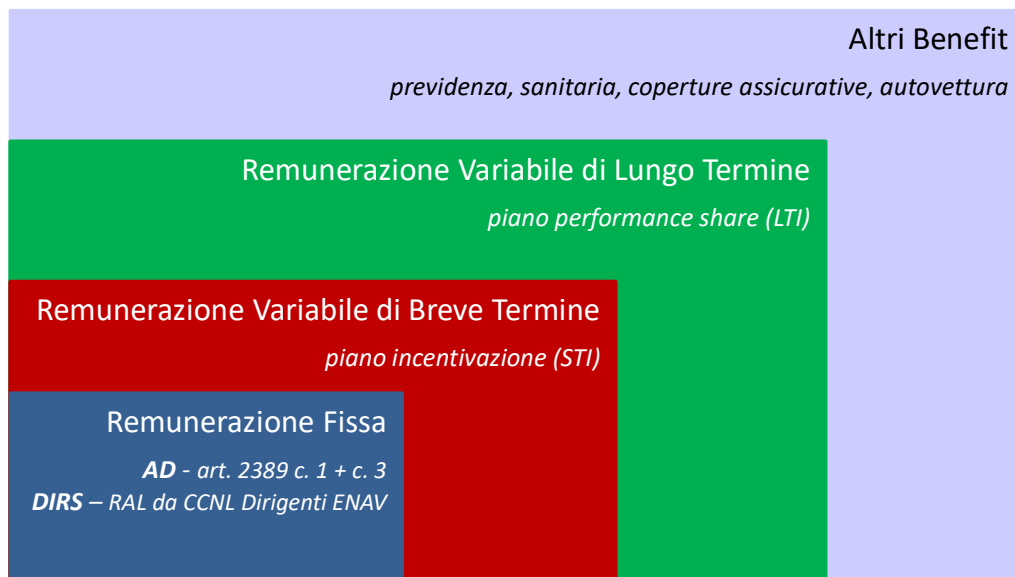 Altri Benefit
previdenza, sanitaria, coperture assicurative, autovettura
Remunerazione Variabile di Lungo Termine
piano performance share (LTI)
Remunerazione Variabile di Breve Termine
piano incentivazione (STI)
Remunerazione Fissa
AD - art. 2389 c. 1 + c. 3
DIRS – RAL da CCNL Dirigenti ENAV